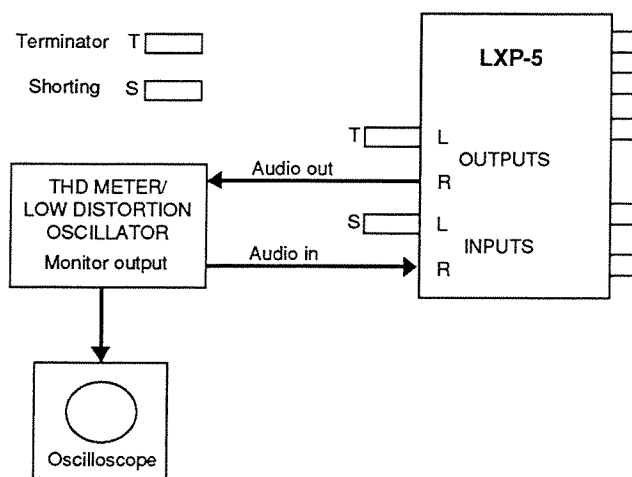 Terminator T
Shorting S
LXP-5
T L
OUTPUTS
Audio out R
THD METER/
LOW DISTORTION
OSCILLATOR
Monitor output
S L
INPUTS
Audio in R
Oscilloscope